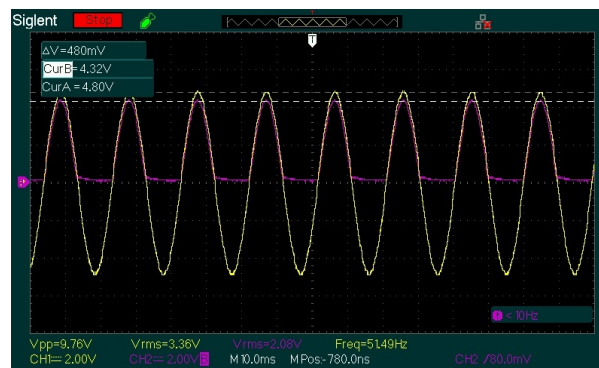 Siglent Stop
T
ΔV=480mV
CurB=4.32V
CurA=4.80V
< 10Hz
Vpp=9.76V Vrms=3.36V Vrms=2.08V Freq=51.49Hz
CH1= 2.00V CH2= 2.00V B M 10.0ms M Pos:-780.0ns CH2 /80.0mV